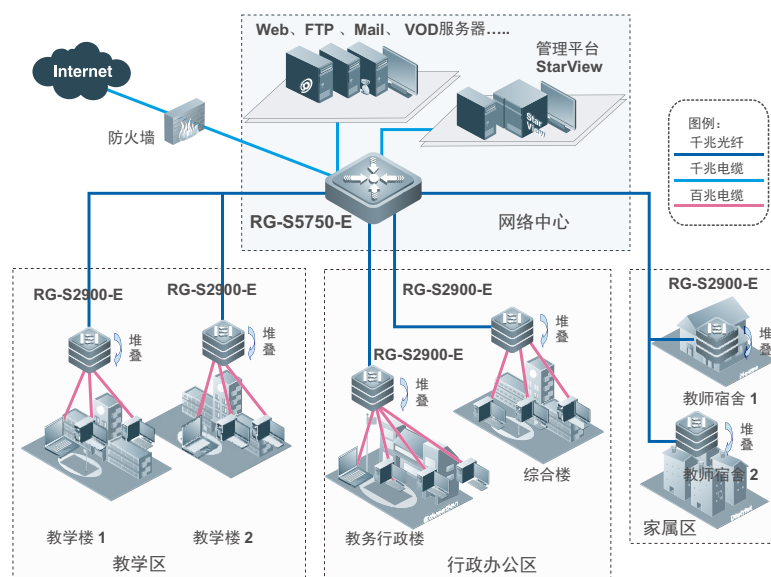 Web、FTP 、Mail、 VOD服务器.....
管理平台
StarView
Internet
防火墙
Star
View
图例：
千兆光纤
千兆电缆
百兆电缆
RG-S5750-E
网络中心
RG-S2900-E
堆叠
教学楼 1
RG-S2900-E
堆叠
教学楼 2
教学区
RG-S2900-E
堆叠
综合楼
RG-S2900-E
堆叠
教务行政楼
行政办公区
RG-S2900-E
堆叠
教师宿舍 1
堆叠
教师宿舍 2
家属区